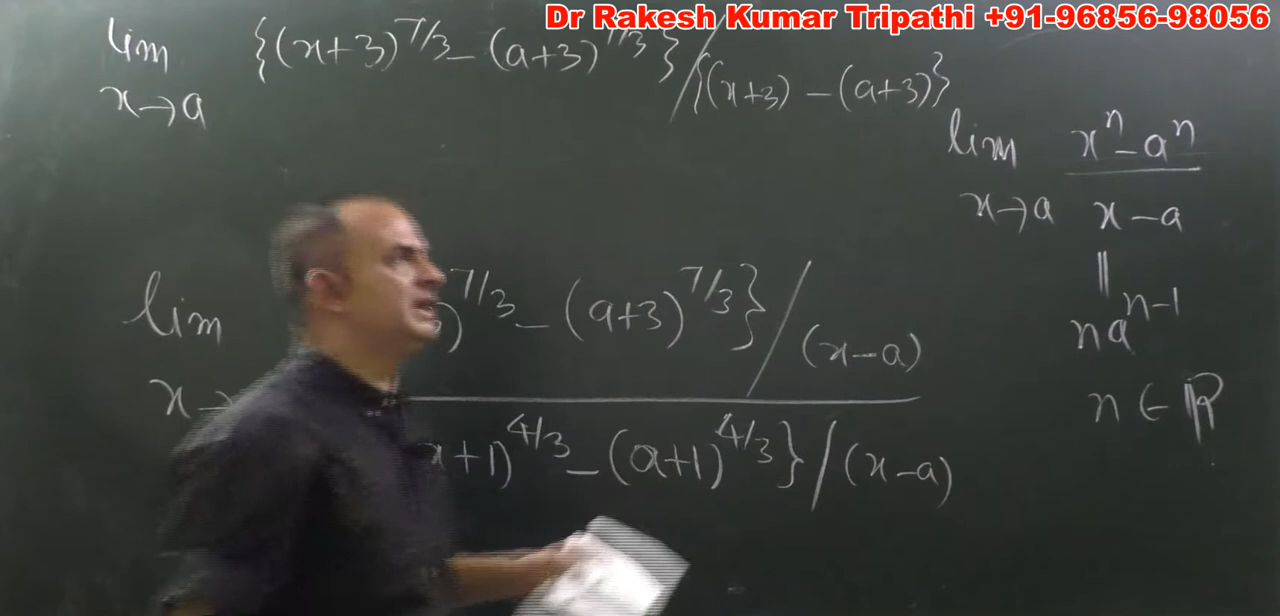 Dr Rakesh Kumar Tripathi +91-96856-98056
lim {(x+3)^7/3 - (a+3)^7/3} / {(x+3) - (a+3)}
x→a
lim x^n - a^n
x→a x - a
||
na^n-1
n ∈ ℝ
lim )^7/3 - (a+3)^7/3} / (x-a)
x→
x+1)^4/3 - (a+1)^4/3} / (x-a)